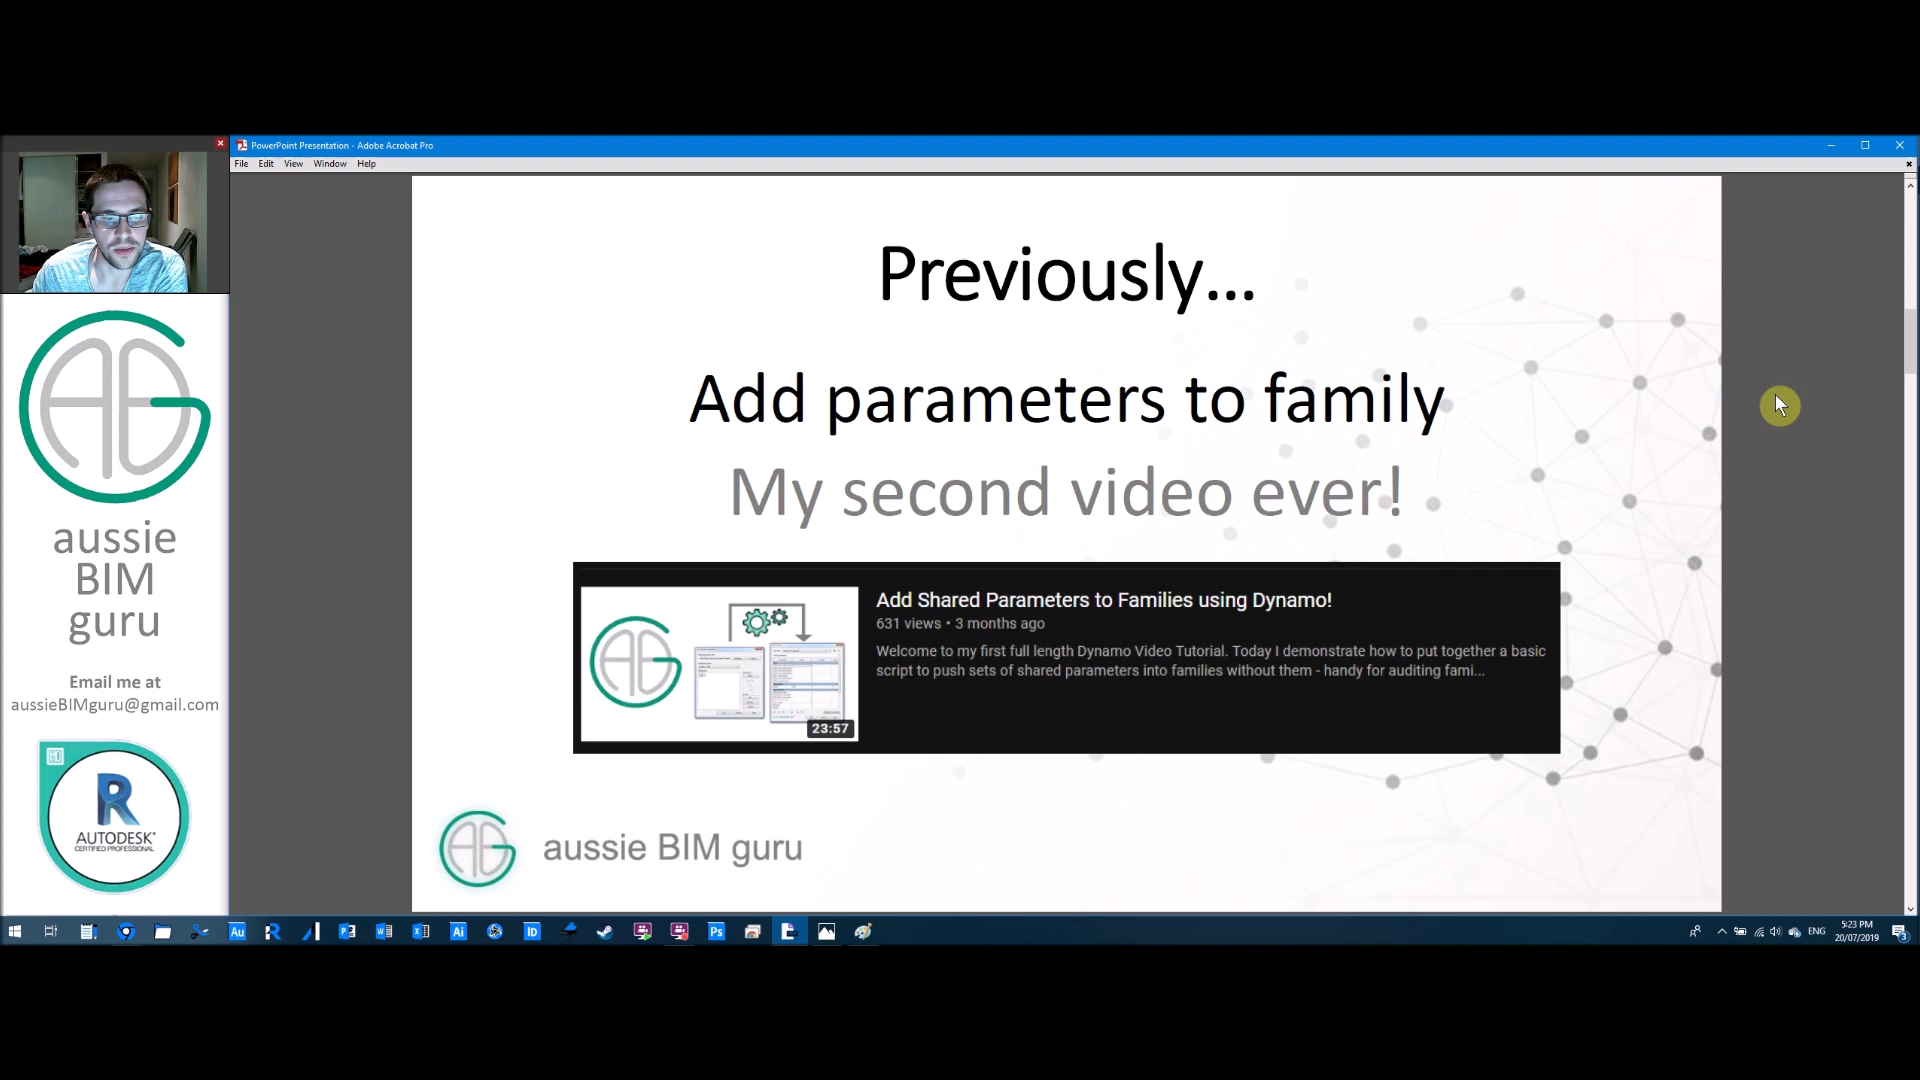 PowerPoint Presentation - Adobe Acrobat Pro
File Edit View Window Help
Previously...
Add parameters to family
My second video ever!
Add Shared Parameters to Families using Dynamo!
631 views • 3 months ago
Welcome to my first full length Dynamo Video Tutorial. Today I demonstrate how to put together a basic
script to push sets of shared parameters into families without them - handy for auditing fami...
23:57
aussie BIM guru
aussie
BIM
guru
Email me at
aussieBIMguru@gmail.com
R
AUTODESK
CERTIFIED PROFESSIONAL
Au
Ai
ID
Ps
ENG
5:23 PM
20/07/2019